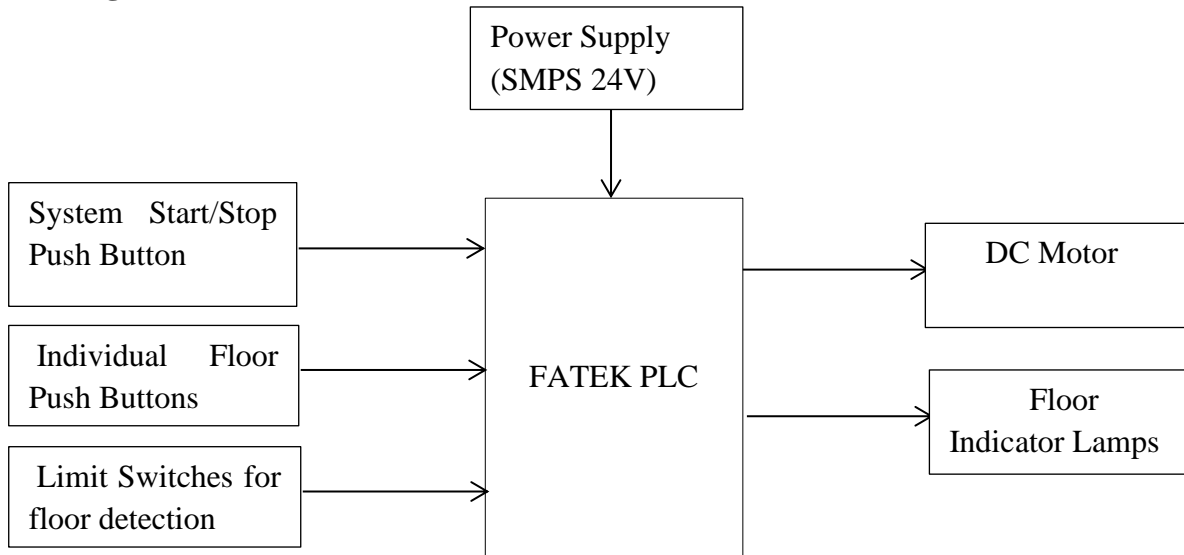 Power Supply
(SMPS 24V)
System Start/Stop
Push Button
Individual Floor
Push Buttons
Limit Switches for
floor detection
FATEK PLC
DC Motor
Floor
Indicator Lamps